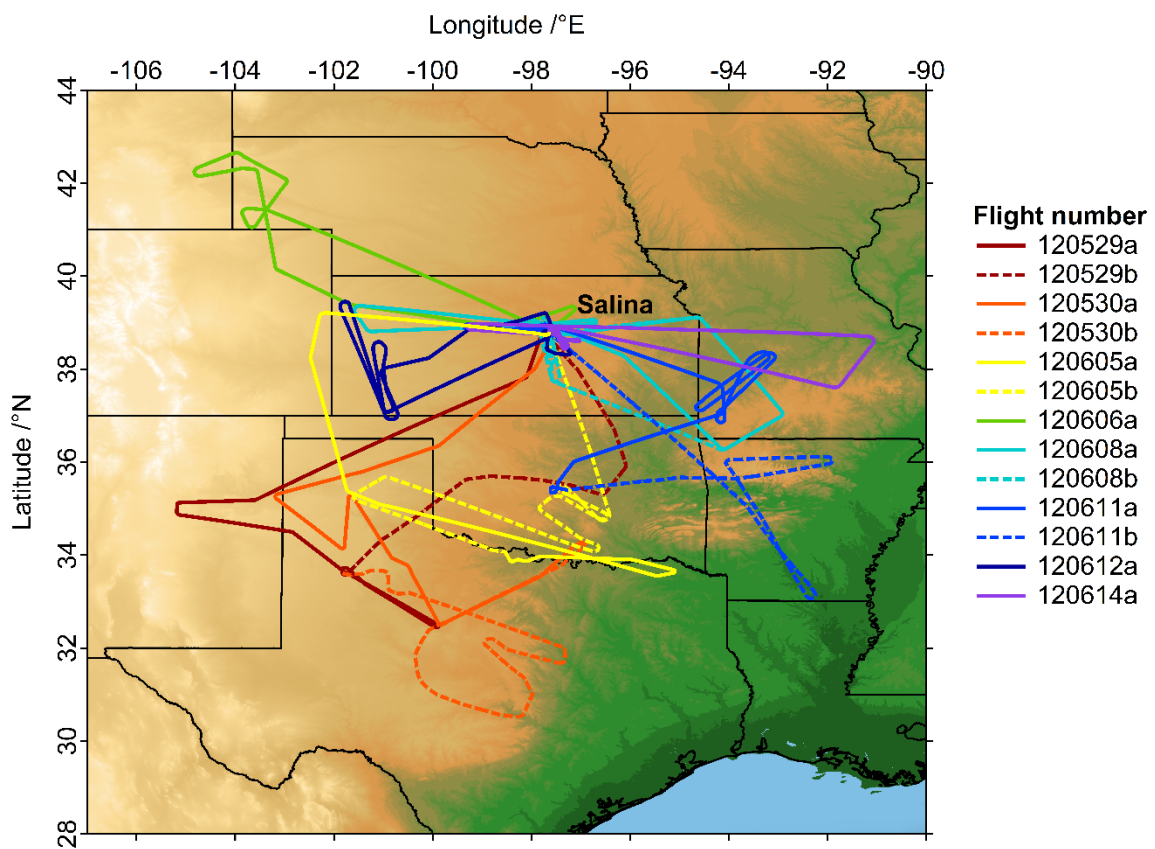 Longitude /°E
-106 -104 -102 -100 -98 -96 -94 -92 -90
Latitude /°N
44
42
40
38
36
34
32
30
28
Salina
Flight number
120529a
120529b
120530a
120530b
120605a
120605b
120606a
120608a
120608b
120611a
120611b
120612a
120614a